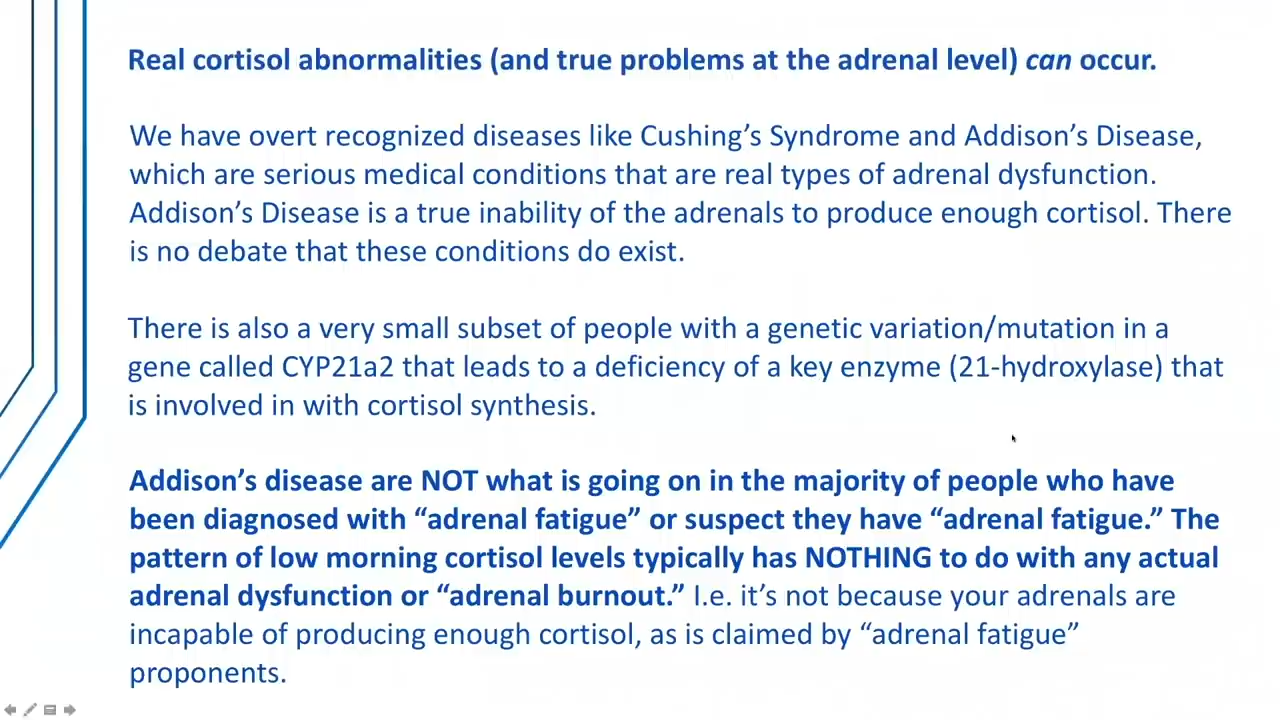 Real cortisol abnormalities (and true problems at the adrenal level) can occur.
We have overt recognized diseases like Cushing’s Syndrome and Addison’s Disease,
which are serious medical conditions that are real types of adrenal dysfunction.
Addison’s Disease is a true inability of the adrenals to produce enough cortisol. There
is no debate that these conditions do exist.
There is also a very small subset of people with a genetic variation/mutation in a
gene called CYP21a2 that leads to a deficiency of a key enzyme (21-hydroxylase) that
is involved in with cortisol synthesis.
Addison’s disease are NOT what is going on in the majority of people who have
been diagnosed with “adrenal fatigue” or suspect they have “adrenal fatigue.” The
pattern of low morning cortisol levels typically has NOTHING to do with any actual
adrenal dysfunction or “adrenal burnout.” I.e. it’s not because your adrenals are
incapable of producing enough cortisol, as is claimed by “adrenal fatigue”
proponents.